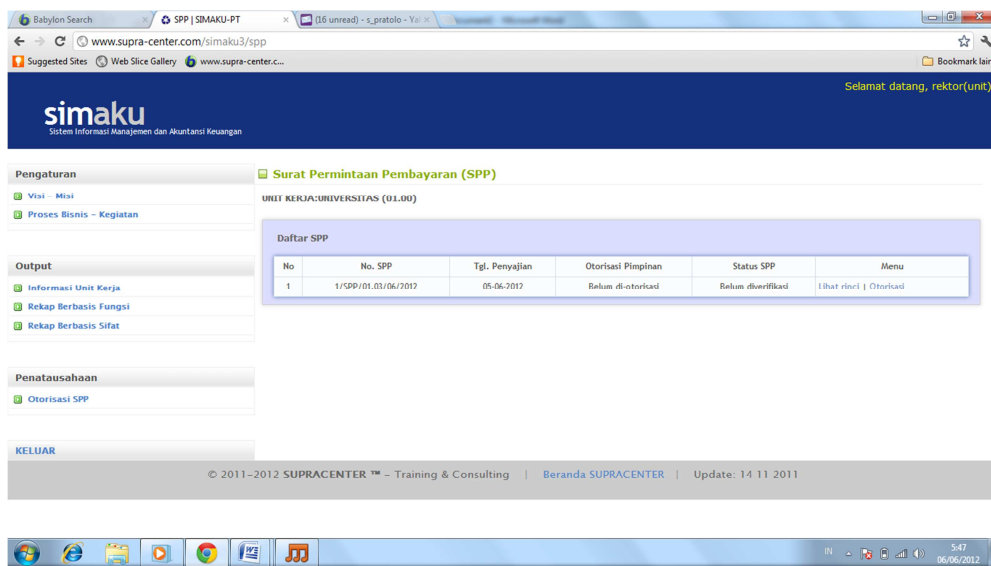 Babylon Search
SPP | SIMAKU-PT
(16 unread) - s_pratolo - Ya!
www.supra-center.com/simaku3/spp
Suggested Sites
Web Slice Gallery
www.supra-center.c...
Bookmark lain
Selamat datang, rektor(unit)
simaku
Sistem Informasi Manajemen dan Akuntansi Keuangan
Pengaturan
Visi - Misi
Proses Bisnis - Kegiatan
Output
Informasi Unit Kerja
Rekap Berbasis Fungsi
Rekap Berbasis Sifat
Penatausahaan
Otorisasi SPP
KELUAR
Surat Permintaan Pembayaran (SPP)
UNIT KERJA:UNIVERSITAS (01.00)
Daftar SPP
No No. SPP Tgl. Penyajian Otorisasi Pimpinan Status SPP Menu
1 1/SPP/01.03/06/2012 05-06-2012 Belum di-otorisasi Belum diverifikasi Lihat rinci | Otorisasi
© 2011-2012 SUPRACENTER ™ - Training & Consulting | Beranda SUPRACENTER | Update: 14 11 2011
IN
5:47
06/06/2012